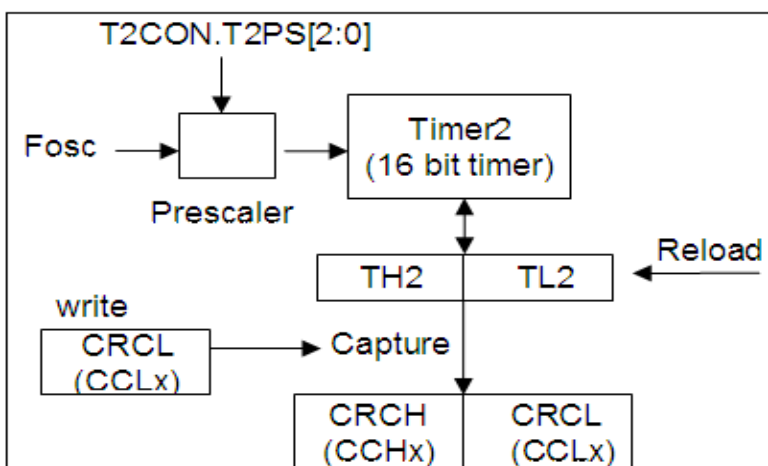 T2CON.T2PS[2:0]
Fosc
Prescaler
Timer2
(16 bit timer)
TH2
TL2
Reload
write
CRCL
(CCLx)
Capture
CRCH
(CCHx)
CRCL
(CCLx)